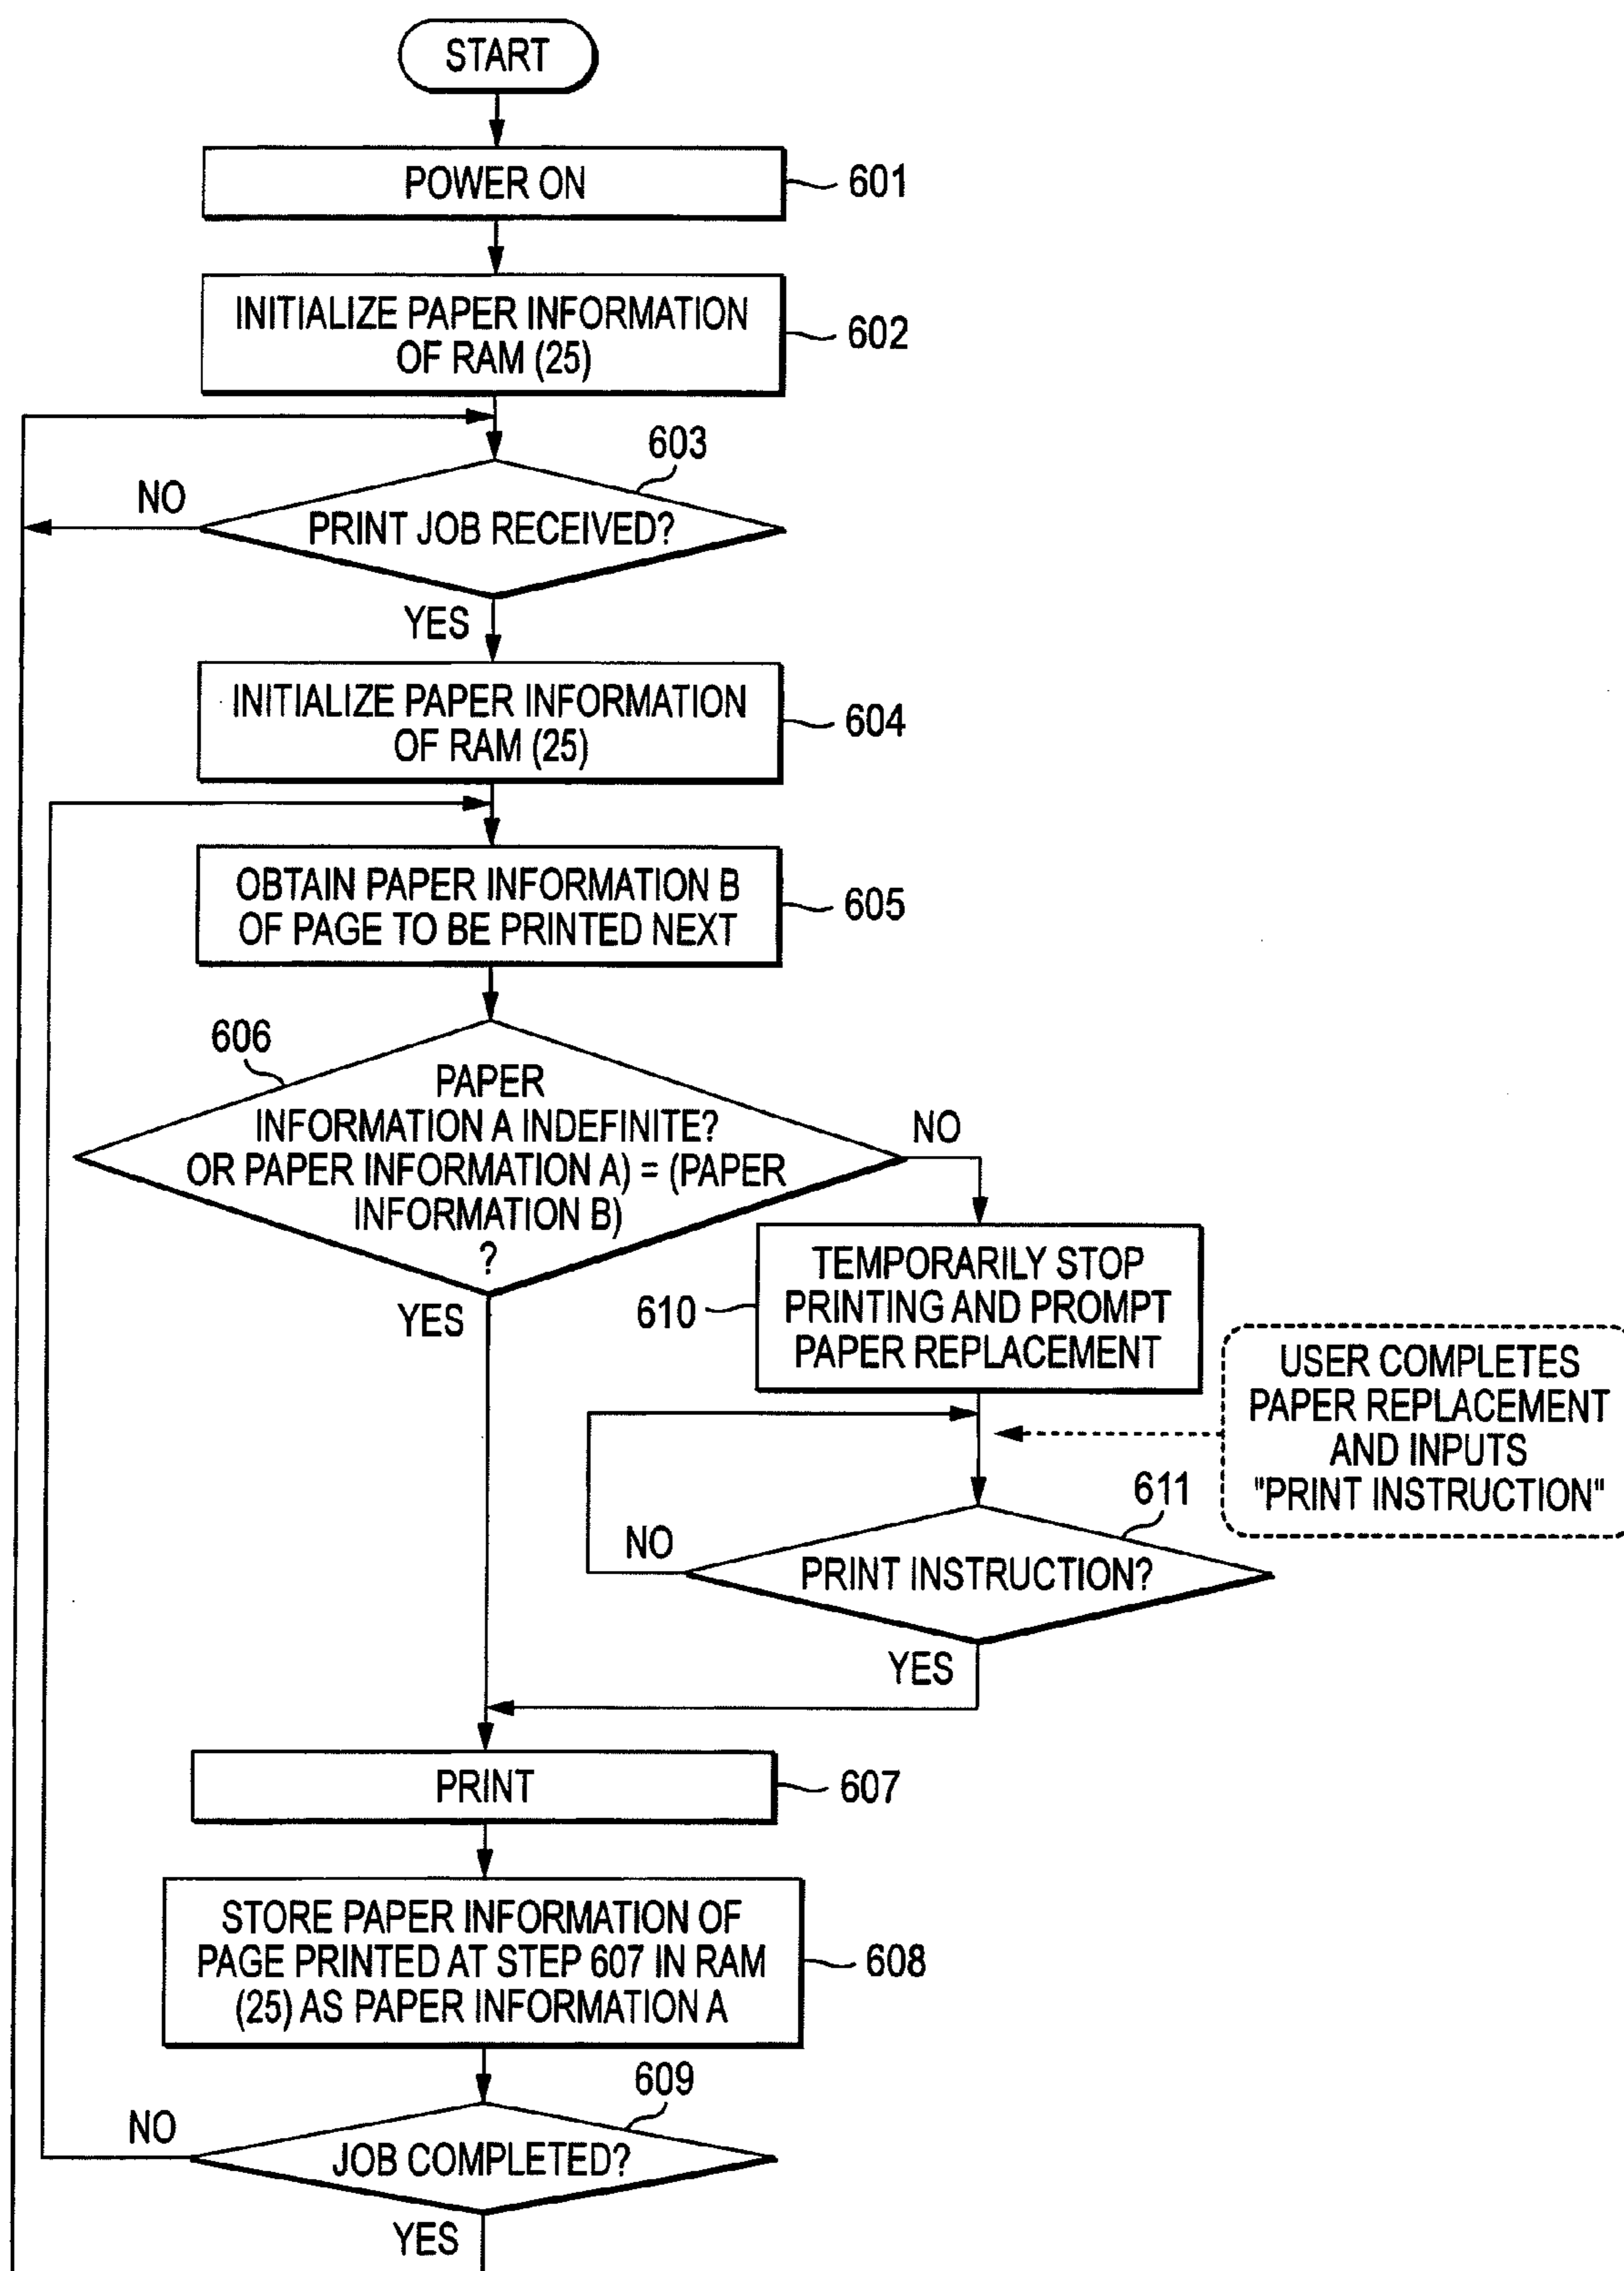 START
POWER ON
601
INITIALIZE PAPER INFORMATION
OF RAM (25)
602
603
NO
PRINT JOB RECEIVED?
YES
INITIALIZE PAPER INFORMATION
OF RAM (25)
604
OBTAIN PAPER INFORMATION B
OF PAGE TO BE PRINTED NEXT
605
606
PAPER
INFORMATION A INDEFINITE?
OR PAPER INFORMATION A) = (PAPER
INFORMATION B)
?
NO
YES
TEMPORARILY STOP
PRINTING AND PROMPT
PAPER REPLACEMENT
610
USER COMPLETES
PAPER REPLACEMENT
AND INPUTS
"PRINT INSTRUCTION"
611
NO
PRINT INSTRUCTION?
YES
PRINT
607
STORE PAPER INFORMATION OF
PAGE PRINTED AT STEP 607 IN RAM
(25) AS PAPER INFORMATION A
608
609
NO
JOB COMPLETED?
YES